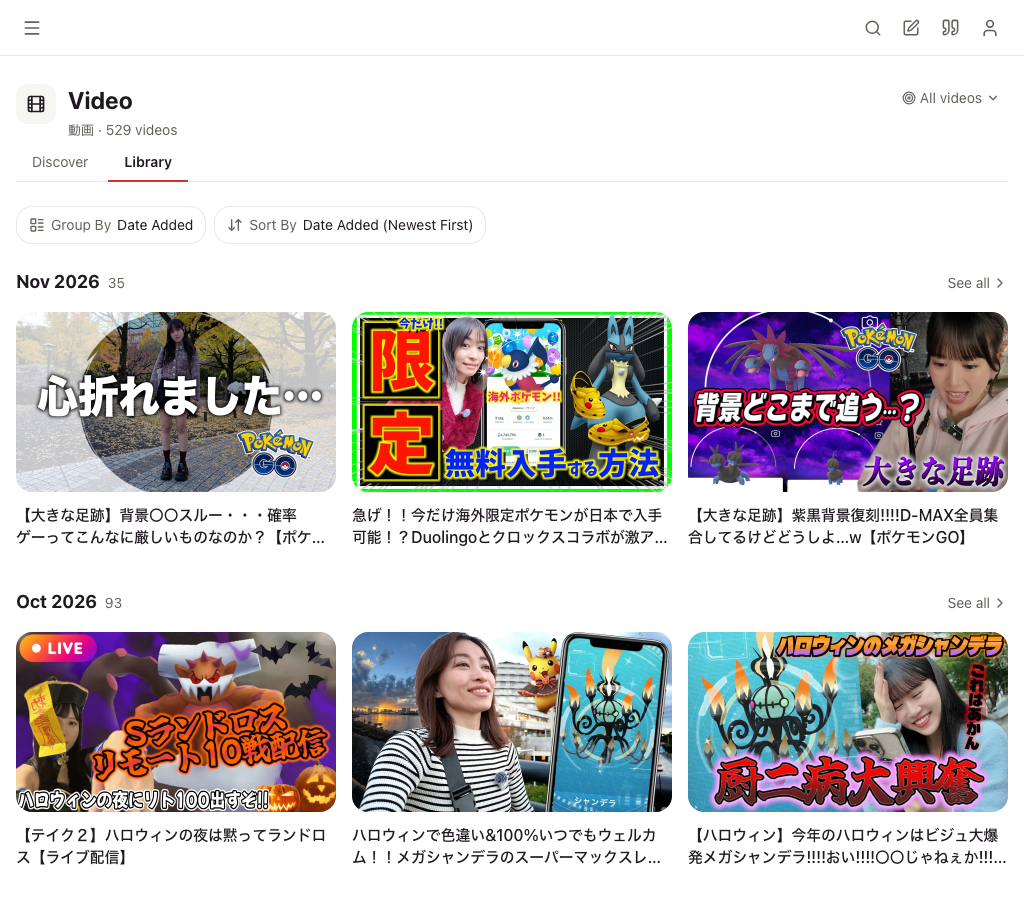 Video
All videos
動画 · 529 videos
Discover
Library
Group By Date Added
Sort By Date Added (Newest First)
Nov 2026 35
See all
心折れました…
Pokémon
GO
今だけ!!
限
定
海外ポケモン!!
無料入手する方法
Pokémon
GO
背景どこまで追う…?
大きな足跡
【大きな足跡】背景〇〇スルー・・・確率
ゲーってこんなに厳しいものなのか？【ポケ...
急げ！！今だけ海外限定ポケモンが日本で入手
可能！？Duolingoとクロックスコラボが激ア...
【大きな足跡】紫黒背景復刻!!!!D-MAX全員集
合してるけどどうしよ...w【ポケモンGO】
Oct 2026 93
See all
LIVE
Sランドロス
リモート10戦配信
ハロウィンの夜にリト100出すぞ!!
シャンデラ
ハロウィンのメガシャンデラ
これはあかん
厨二病大興奮
【テイク２】ハロウィンの夜は黙ってランドロ
ス【ライブ配信】
ハロウィンで色違い&100%いつでもウェルカ
ム！！メガシャンデラのスーパーマックスレ...
【ハロウィン】今年のハロウィンはビジュ大爆
発メガシャンデラ!!!!おい!!!!〇〇じゃねぇか!!!...